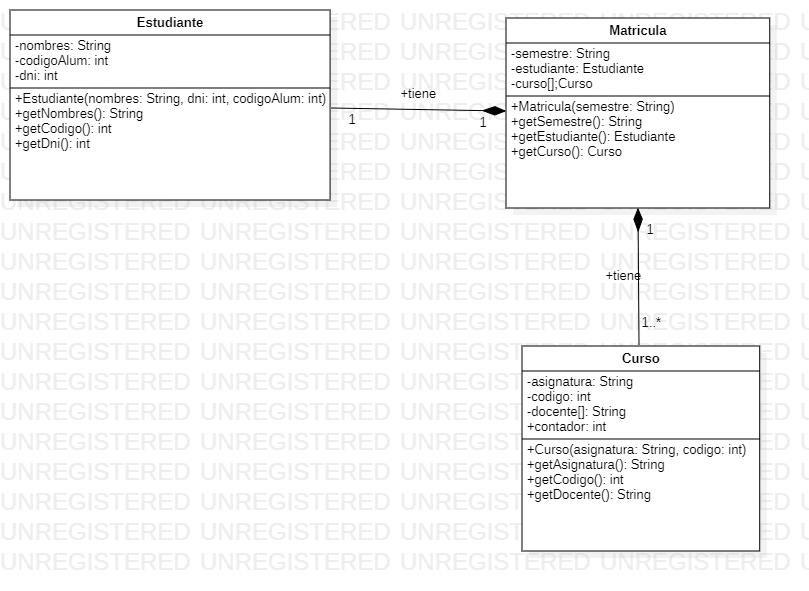 Estudiante
-nombres: String
-codigoAlum: int
-dni: int
+Estudiante(nombres: String, dni: int, codigoAlum: int)
+getNombres(): String
+getCodigo(): int
+getDni(): int
+tiene
1
1
Matricula
-semestre: String
-estudiante: Estudiante
-curso[];Curso
+Matricula(semestre: String)
+getSemestre(): String
+getEstudiante(): Estudiante
+getCurso(): Curso
1
+tiene
1..*
Curso
-asignatura: String
-codigo: int
-docente[]: String
+contador: int
+Curso(asignatura: String, codigo: int)
+getAsignatura(): String
+getCodigo(): int
+getDocente(): String
UNREGISTERED